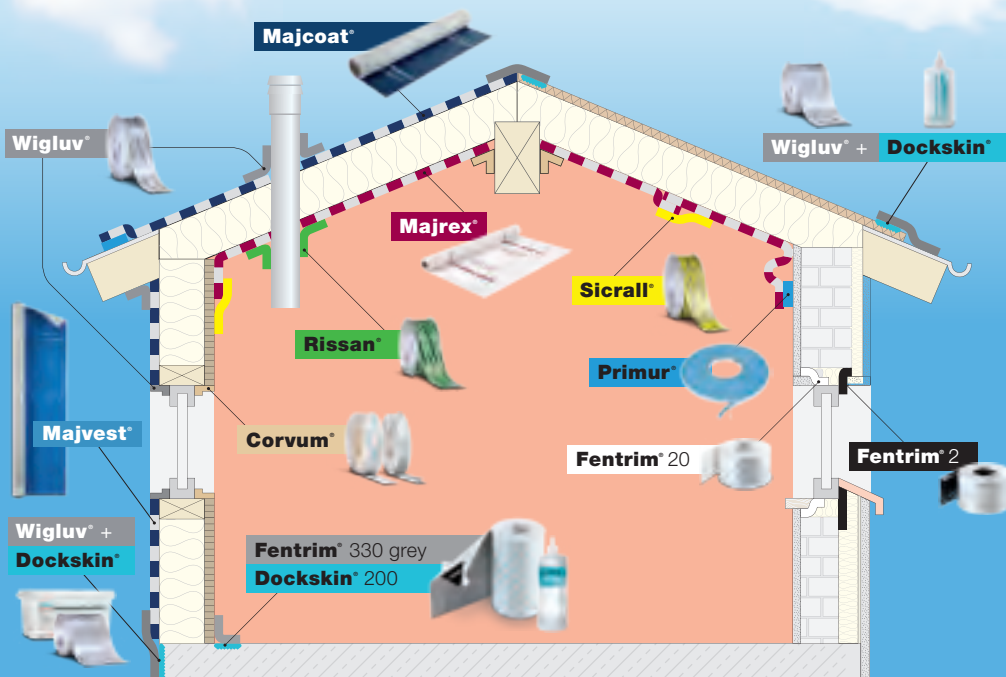 Majcoat®
Wigluv®
Wigluv® + Dockskin®
Majrex®
Sicrall®
Rissan®
Primur®
Majvest®
Corvum®
Fentrim® 20
Fentrim® 2
Wigluv® +
Dockskin®
Fentrim® 330 grey
Dockskin® 200